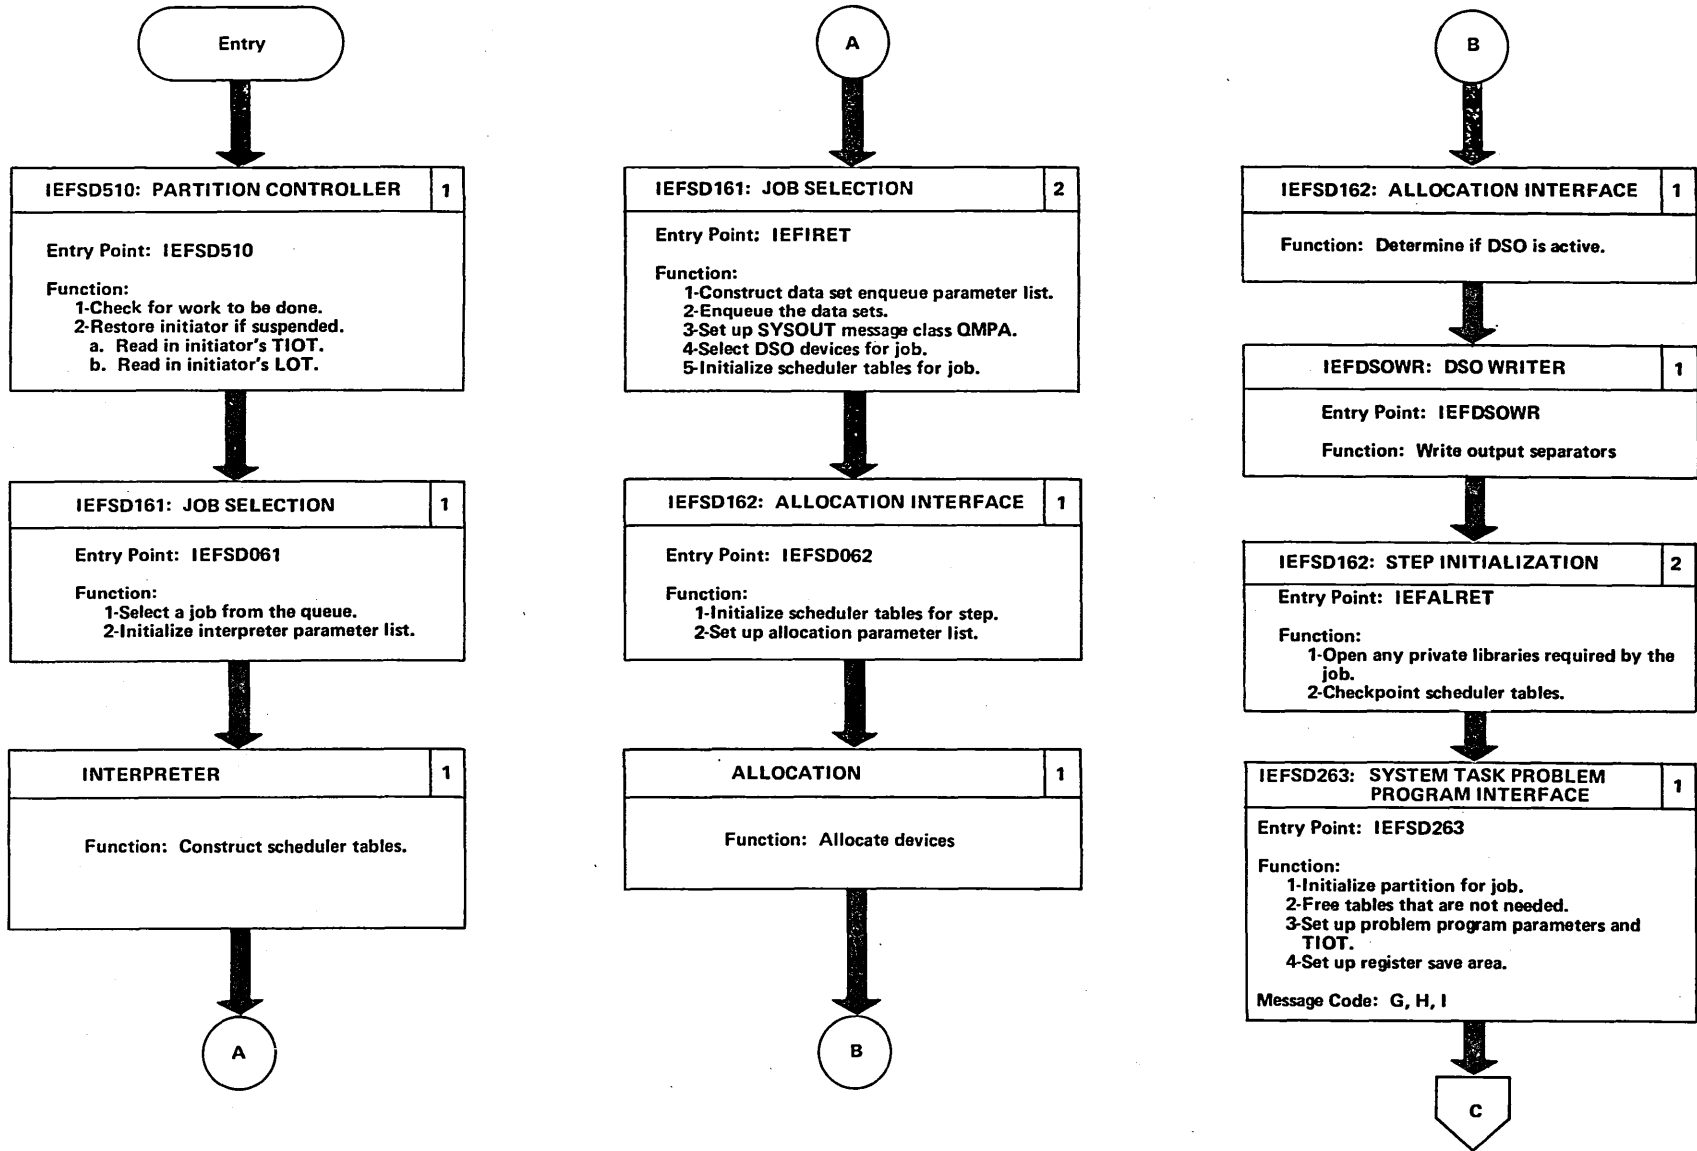 Entry
IEFSD510: PARTITION CONTROLLER 1
Entry Point: IEFSD510
Function:
1-Check for work to be done.
2-Restore initiator if suspended.
a. Read in initiator's TIOT.
b. Read in initiator's LOT.
IEFSD161: JOB SELECTION 1
Entry Point: IEFSD061
Function:
1-Select a job from the queue.
2-Initialize interpreter parameter list.
INTERPRETER 1
Function: Construct scheduler tables.
A
A
IEFSD161: JOB SELECTION 2
Entry Point: IEFIRET
Function:
1-Construct data set enqueue parameter list.
2-Enqueue the data sets.
3-Set up SYSOUT message class QMPA.
4-Select DSO devices for job.
5-Initialize scheduler tables for job.
IEFSD162: ALLOCATION INTERFACE 1
Entry Point: IEFSD062
Function:
1-Initialize scheduler tables for step.
2-Set up allocation parameter list.
ALLOCATION 1
Function: Allocate devices
B
B
IEFSD162: ALLOCATION INTERFACE 1
Function: Determine if DSO is active.
IEFDSOWR: DSO WRITER 1
Entry Point: IEFDSOWR
Function: Write output separators
IEFSD162: STEP INITIALIZATION 2
Entry Point: IEFALRET
Function:
1-Open any private libraries required by the
job.
2-Checkpoint scheduler tables.
IEFSD263: SYSTEM TASK PROBLEM
PROGRAM INTERFACE 1
Entry Point: IEFSD263
Function:
1-Initialize partition for job.
2-Free tables that are not needed.
3-Set up problem program parameters and
TIOT.
4-Set up register save area.
Message Code: G, H, I
C